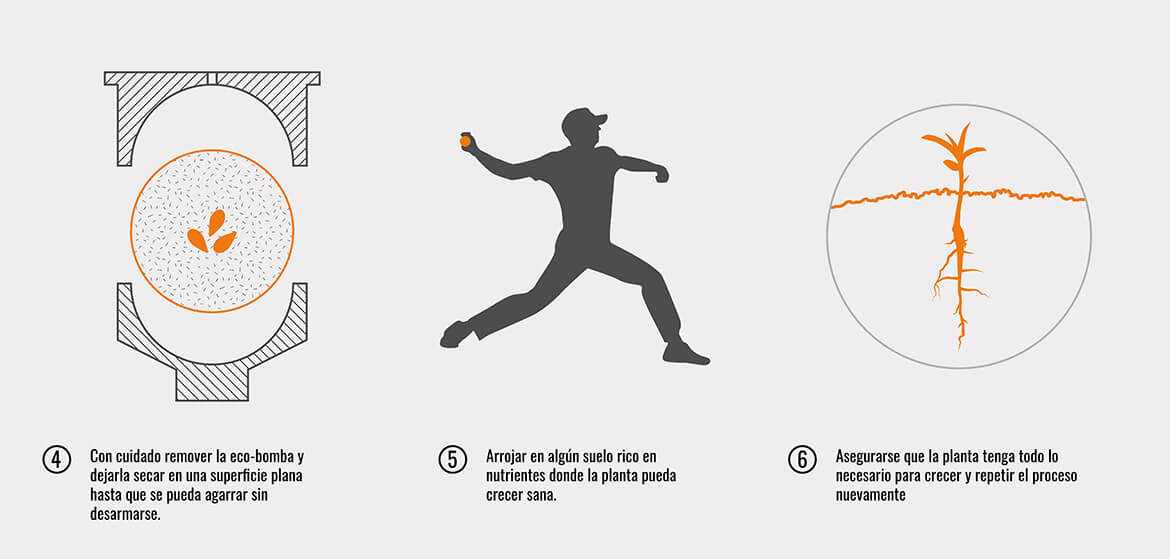 4
Con cuidado remover la eco-bomba y
dejarla secar en una superficie plana
hasta que se pueda agarrar sin
desarmarse.
5
Arrojar en algún suelo rico en
nutrientes donde la planta pueda
crecer sana.
6
Asegurarse que la planta tenga todo lo
necesario para crecer y repetir el proceso
nuevamente